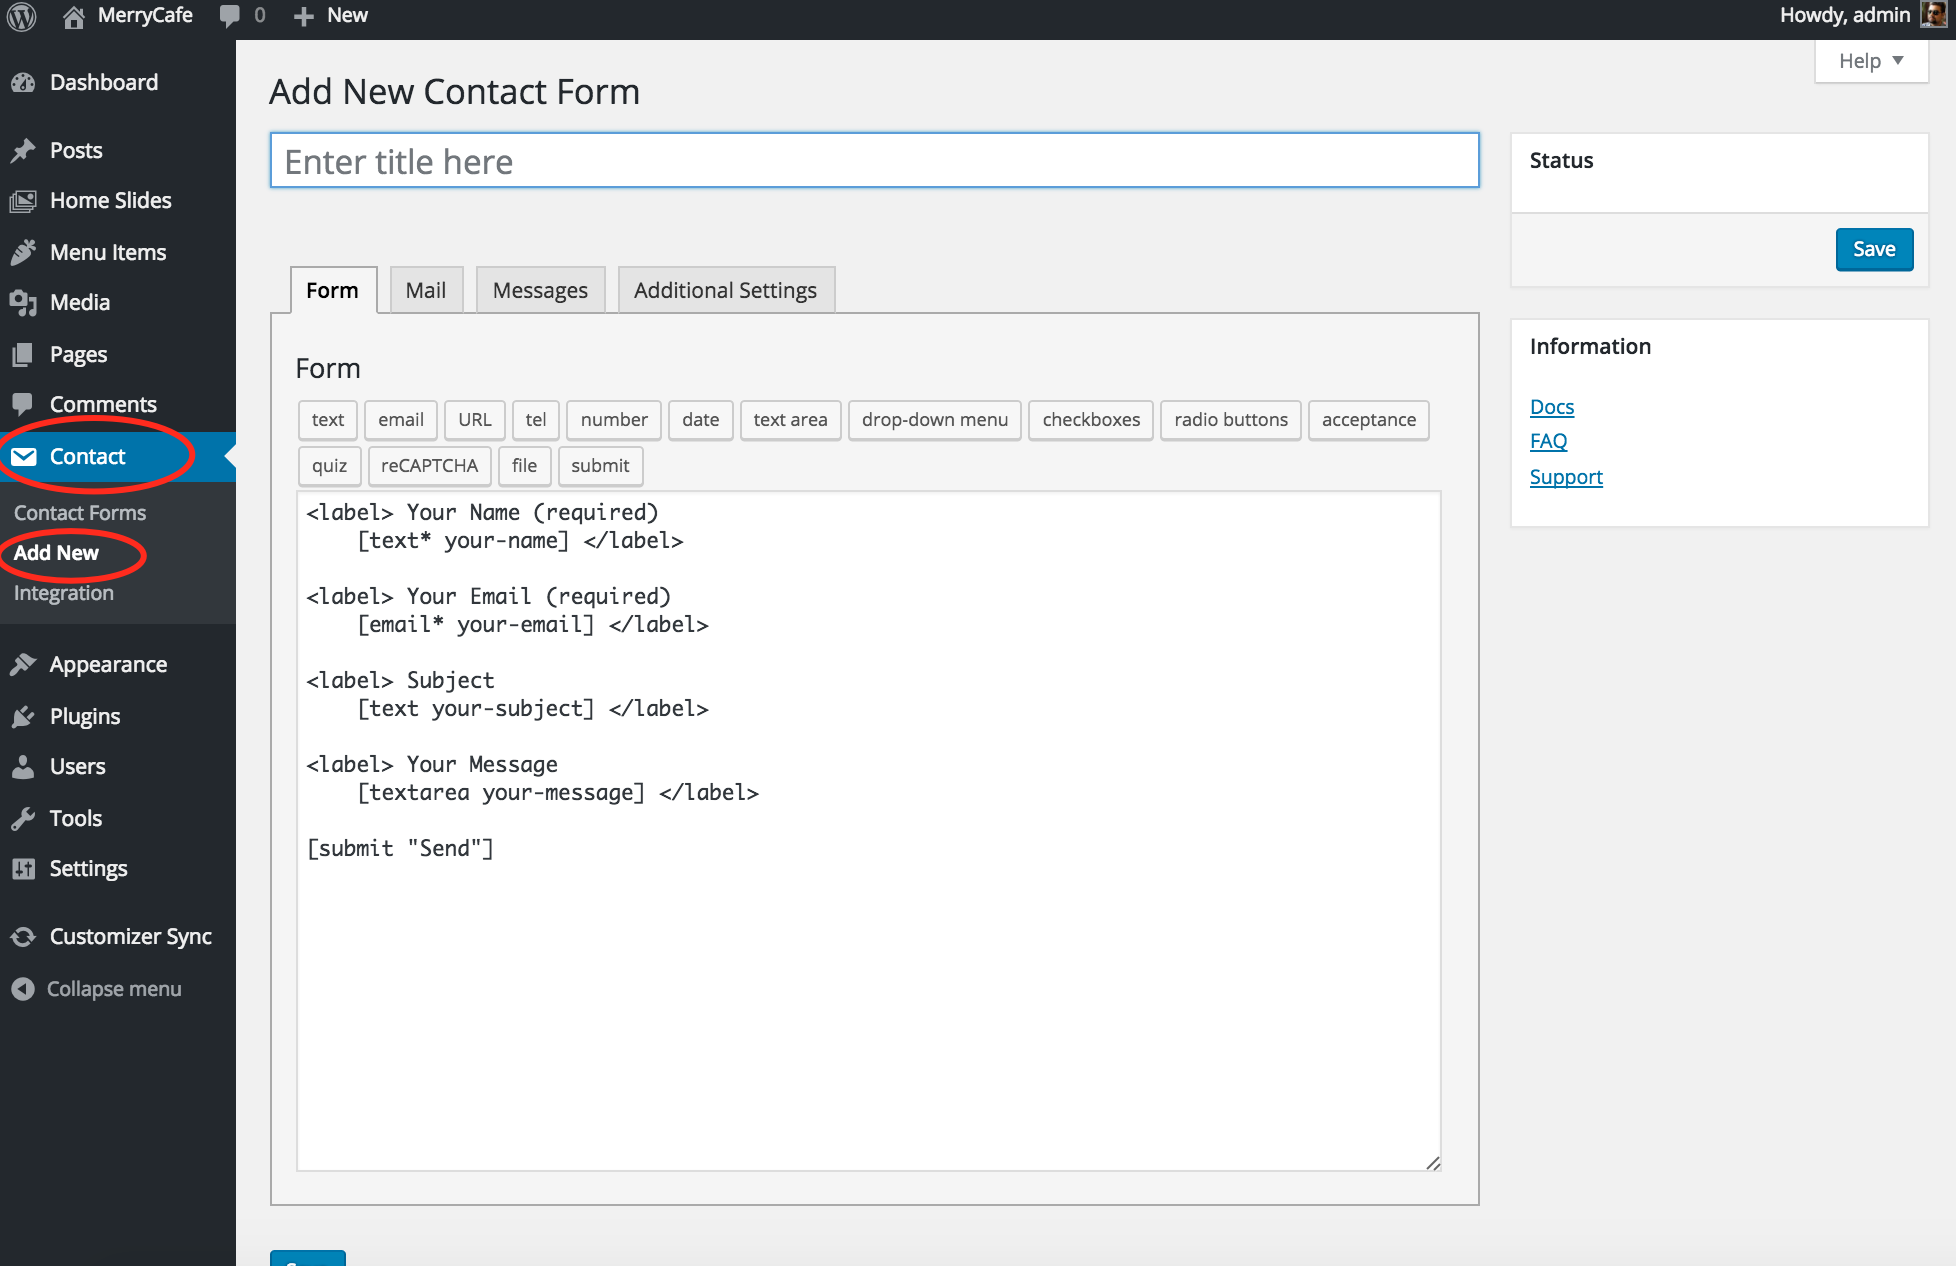 MerryCafe 0 New Howdy, admin
Help
Dashboard
Posts
Home Slides
Menu Items
Media
Pages
Comments
Contact
Contact Forms
Add New
Integration
Appearance
Plugins
Users
Tools
Settings
Customizer Sync
Collapse menu
Add New Contact Form
Enter title here
Form Mail Messages Additional Settings
Form
text email URL tel number date text area drop-down menu checkboxes radio buttons acceptance
quiz reCAPTCHA file submit
<label> Your Name (required)
[text* your-name] </label>
<label> Your Email (required)
[email* your-email] </label>
<label> Subject
[text your-subject] </label>
<label> Your Message
[textarea your-message] </label>
[submit "Send"]
Status
Save
Information
Docs
FAQ
Support